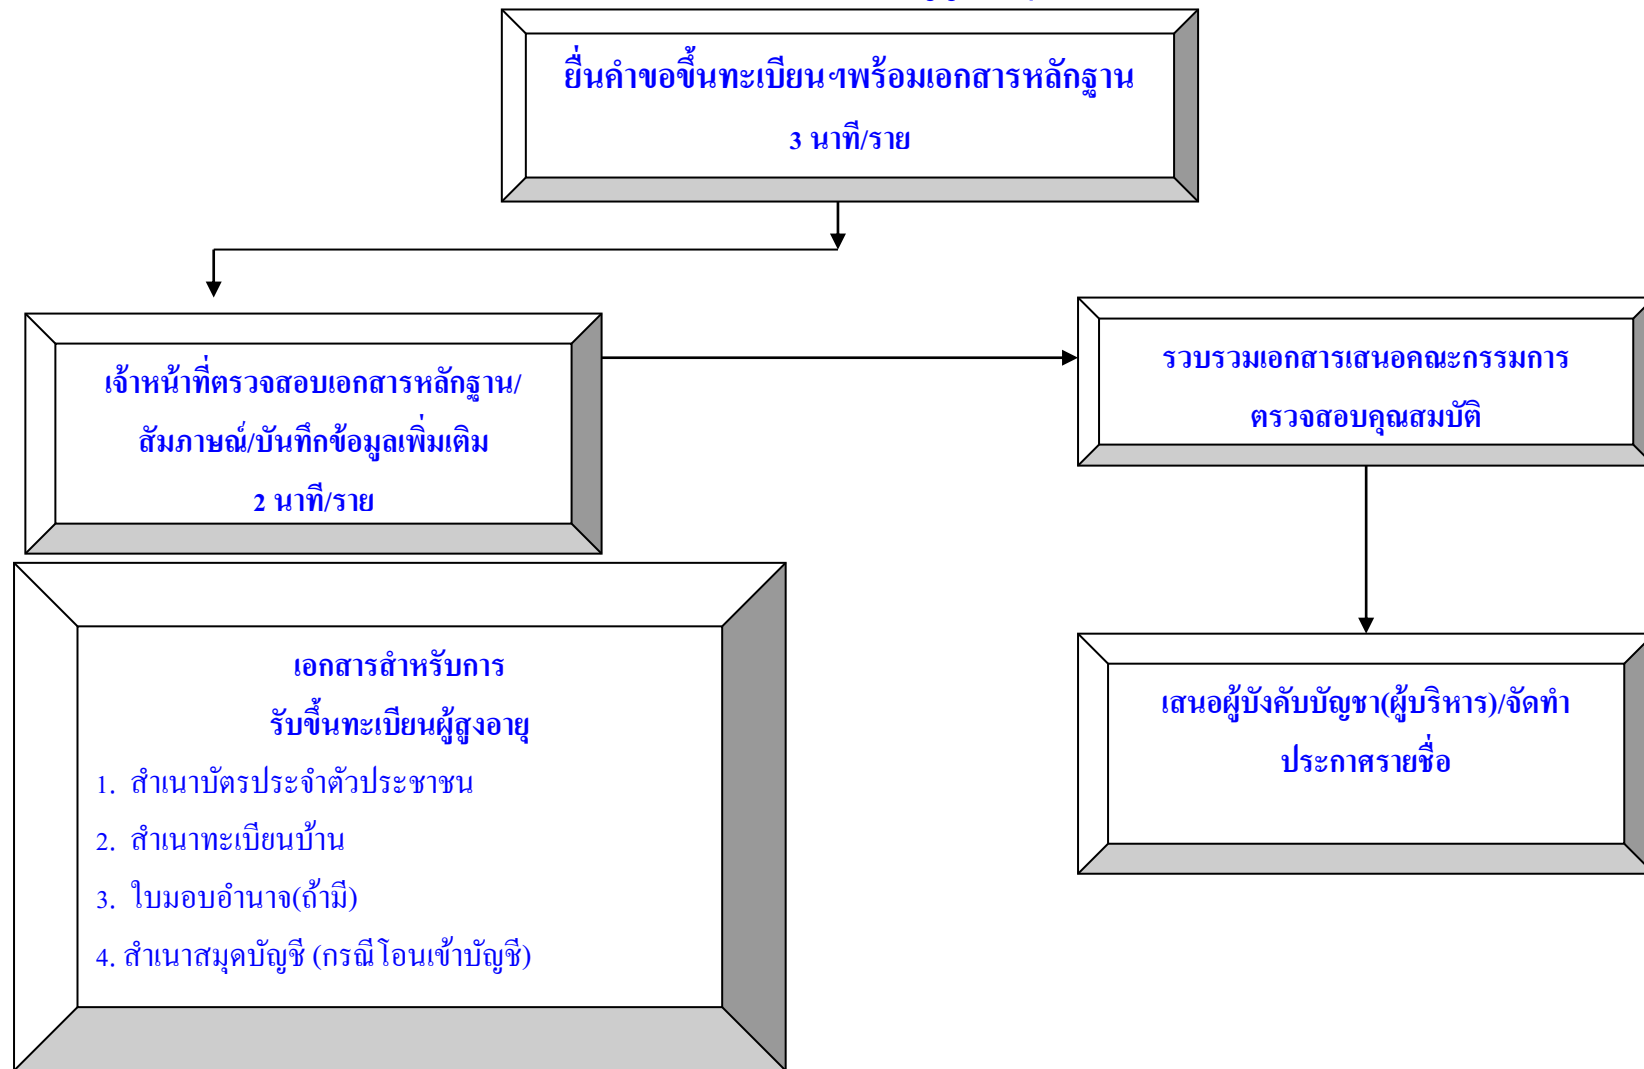 ยื่นคำขอขึ้นทะเบียนฯพร้อมเอกสารหลักฐาน
3 นาที/ราย
เจ้าหน้าที่ตรวจสอบเอกสารหลักฐาน/
สัมภาษณ์/บันทึกข้อมูลเพิ่มเติม
2 นาที/ราย
รวบรวมเอกสารเสนอคณะกรรมการ
ตรวจสอบคุณสมบัติ
เสนอผู้บังคับบัญชา(ผู้บริหาร)/จัดทำ
ประกาศรายชื่อ
เอกสารสำหรับการ
รับขึ้นทะเบียนผู้สูงอายุ
1. สำเนาบัตรประจำตัวประชาชน
2. สำเนาทะเบียนบ้าน
3. ใบมอบอำนาจ(ถ้ามี)
4. สำเนาสมุดบัญชี (กรณีโอนเข้าบัญชี)